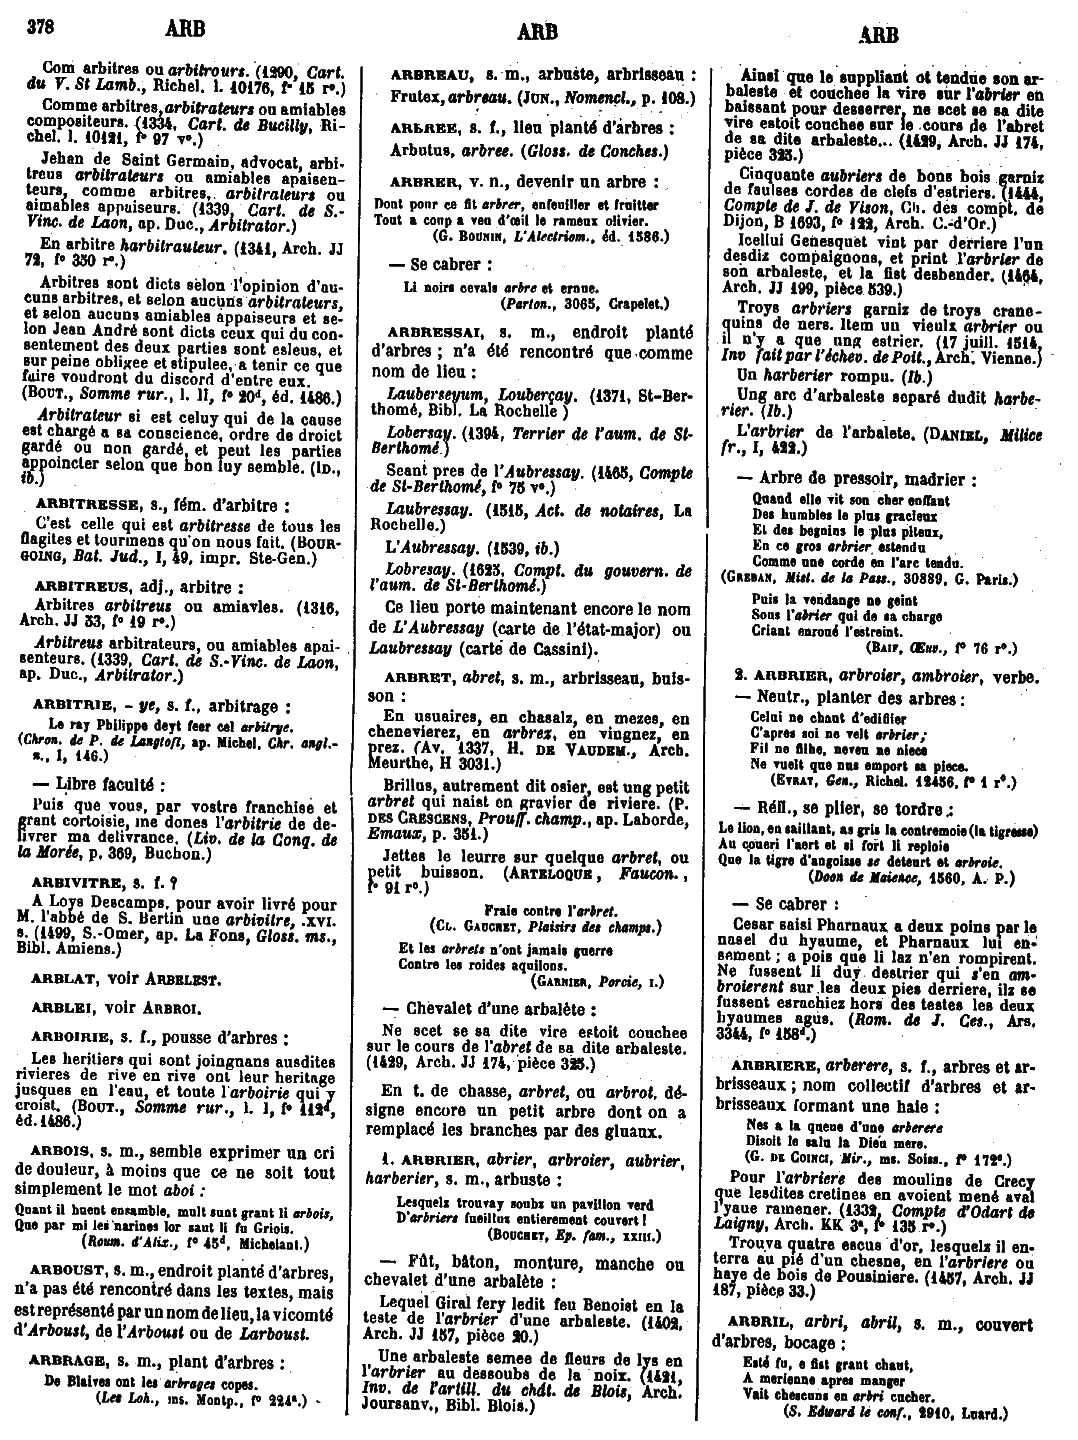 378 ARB ARB ARB
Com arbitres ou arbitrours. (1290, Cart.
du V. St Lamb., Richel. l. 10176, f° 15 r°.)
Comme arbitres, arbitrateurs ou amiables
compositeurs. (1334, Cart. de Bucilly, Ri-
chel. l. 10121, f° 97 v°.)
Jehan de Saint Germain, advocat, arbi-
treus arbitrateurs ou amiables apaisen-
teurs, comme arbitres, arbitrateurs ou
aimables appaiseurs. (1339, Cart. de S.-
Vinc. de Laon, ap. Duc., Arbitrator.)
En arbitre harbitrauteur. (1341, Arch. JJ
72, f° 330 r°.)
Arbitres sont dicts selon l'opinion d'au-
cuns arbitres, et selon aucuns arbitrateurs,
et selon aucuns amiables appaiseurs et se-
lon Jean André sont dicts ceux qui du con-
sentement des deux parties sont esleus, et
sur peine obligee et stipulee, a tenir ce que
faire voudront du discord d'entre eux.
(BOUT., Somme rur., l. II, f° 20d, éd. 1486.)
Arbitrateur si est celuy qui de la cause
est chargé a sa conscience, ordre de droict
gardé ou non gardé, et peut les parties
appoincter selon que bon luy semble. (ID.,
ib.)
ARBITRESSE, s., fém. d'arbitre :
C'est celle qui est arbitresse de tous les
flagites et tourmens qu'on nous fait. (BOUR-
GOING, Bat. Jud., I, 49, impr. Ste-Gen.)
ARBITREUS, adj., arbitre :
Arbitres arbitreus ou amiavles. (1316,
Arch. JJ 53, f° 19 r°.)
Arbitreus arbitrateurs, ou amiables apai-
senteurs. (1339, Cart. de S.-Vinc. de Laon,
ap. Duc., Arbitrator.)
ARBITRIE, - ye, s. f., arbitrage :
Le ray Philippe deyt feer cel arbitrye.
(Chron. de P. de Langtoft, ap. Michel, Chr. angl.-
n., I, 146.)
— Libre faculté :
Puis que vous, par vostre franchise et
grant cortoisie, me dones l'arbitrie de de-
livrer ma delivrance. (Liv. de la Conq. de
la Morée, p. 369, Buchon.)
ARBIVITRE, s. f. ?
A Loys Descamps, pour avoir livré pour
M. l'abbé de S. Bertin une arbivitre, .XVI.
s. (1499, S.-Omer, ap. La Fons, Gloss. ms.,
Bibl. Amiens.)
ARBLAT, voir ARBELEST.
ARBLEI, voir ARBROI.
ARBOIRIE, s. f., pousse d'arbres :
Les heritiers qui sont joingnans ausdites
rivieres de rive en rive ont leur heritage
jusques en l'eau, et toute l'arboirie qui y
croist. (BOUT., Somme rur., l. I, f° 112d,
éd. 1486.)
ARBOIS, s. m., semble exprimer un cri
de douleur, à moins que ce ne soit tout
simplement le mot aboi :
Quant il huent ensamble, mult sunt grant li arbois,
Que par mi les narines lor saut li fu Griois.
(Roum. d'Alix., f° 45d, Michelant.)
ARBOUST, s. m., endroit planté d'arbres,
n'a pas été rencontré dans les textes, mais
est représenté par un nom de lieu, la vicomté
d'Arboust, de l'Arboust ou de Larboust.
ARBRAGE, s. m., plant d'arbres :
De Blaives ont les arbrages copes.
(Les Loh., ms. Montp., f° 224a.)
ARBREAU, s. m., arbuste, arbrisseau :
Frutex, arbreau. (JUN., Nomencl., p. 108.)
ARBREE, s. f., lieu planté d'arbres :
Arbutus, arbree. (Gloss. de Conches.)
ARBRER, v. n., devenir un arbre :
Dont pour ce fit arbrer, enfeuiller et fruitter
Tout a coup a veu d'œil le rameux olivier.
(G. BOUNIN, L'Alectriom., éd. 1586.)
— Se cabrer :
Li noirs cevals arbre et ernue.
(Parton., 3065, Crapelet.)
ARBRESSAI, s. m., endroit planté
d'arbres ; n'a été rencontré que comme
nom de lieu :
Lauberseyum, Louberçay. (1371, St-Ber-
thomé, Bibl. La Rochelle)
Lobersay. (1394, Terrier de l'aum. de St-
Berthomé.)
Seant pres de l'Aubressay. (1465, Compte
de St-Berthomé, f° 75 v°.)
Laubressay. (1515, Act. de notaires, La
Rochelle.)
L'Aubressay. (1539, ib.)
Lobresay. (1623, Compt. du gouvern. de
l'aum. de St-Berthomé.)
Ce lieu porte maintenant encore le nom
de L'Aubressay (carte de l'état-major) ou
Laubressay (carte de Cassini).
ARBRET, abret, s. m., arbrisseau, buis-
son :
En usuaires, en chasalz, en mezes, en
chenevierez, en arbrez, en vingnez, en
prez. (Av. 1337, H. DE VAUDEM., Arch.
Meurthe, H 3031.)
Brillus, autrement dit osier, est ung petit
arbret qui naist en gravier de riviere. (P.
DES CRESCENS, Prouff. champ., ap. Laborde,
Emaux, p. 351.)
Jettes le leurre sur quelque arbret, ou
petit buisson. (ARTELOQUE, Faucon.,
f° 91 r°.)
Fraie contre l'arbret.
(CL. GAUCHET, Plaisirs des champs.)
Et les arbrets n'ont jamais guerre
Contre les roides aquilons.
(GARNIER, Porcie, I.)
— Chevalet d'une arbalète :
Ne scet se sa dite vire estoit couchee
sur le cours de l'abret de sa dite arbaleste.
(1429, Arch. JJ 174, pièce 325.)
En t. de chasse, arbret, ou arbrot, dé-
signe encore un petit arbre dont on a
remplacé les branches par des gluaux.
1. ARBRIER, abrier, arbroier, aubrier,
harberier, s. m., arbuste :
Lesquels trouvay soubs un pavillon verd
D'arbriers fueillus entierement couvert !
(BOUCHET, Ep. fam., XXIII.)
— Fût, bâton, monture, manche ou
chevalet d'une arbalète :
Lequel Giral fery ledit feu Benoist en la
teste de l'arbrier d'une arbaleste. (1402,
Arch. JJ 157, pièce 20.)
Une arbaleste semee de fleurs de lys en
l'arbrier au dessoubs de la noix. (1421,
Inv. de l'artill. du chât. de Blois, Arch.
Joursanv., Bibl. Blois.)
Ainsi que le suppliant ot tendue son ar-
baleste et couchee la vire sur l'abrier en
baissant pour desserrer, ne scet se sa dite
vire estoit couchee sur le cours de l'abret
de sa dite arbaleste... (1429, Arch. JJ 174,
pièce 325.)
Cinquante aubriers de bons bois garniz
de faulses cordes de clefs d'estriers. (1444,
Compte de J. de Vison, Ch. des compt. de
Dijon, B 1693, f° 122, Arch. C.-d'Or.)
Icellui Genesquet vint par derriere l'un
desdiz compaignons, et print l'arbrier de
son arbaleste, et la fist desbender. (1464,
Arch. JJ 199, pièce 539.)
Troys arbriers garniz de troys crane-
quins de ners. Item un vieulx arbrier ou
il n'y a que ung estrier. (17 juill. 1514,
Inv fait par l'échev. de Poit., Arch. Vienne.)
Un harberier rompu. (Ib.)
Ung arc d'arbaleste separé dudit harbe-
rier. (Ib.)
L'arbrier de l'arbalete. (DANIEL, Milice
fr., I, 422.)
— Arbre de pressoir, madrier :
Quand elle vit son cher enffant
Des humbles le plus gracieux
Et des begnins le plus piteux,
En ce gros arbrier estendu
Comme une corde en l'arc tendu.
(GREBAN, Mist. de la Pass., 30889, G. Paris.)
Puis la vendange ne geint
Sous l'abrier qui de sa charge
Criant enroué l'estreint.
(BAIF, Œuv., f° 76 r°.)
2. ARBRIER, arbroier, ambroier, verbe.
— Neutr., planter des arbres :
Celui ne chaut d'edifier
C'apres soi ne velt arbrier ;
Fil ne filhe, neveu ne niece
Ne vuelt que nus emport sa piece.
(EVRAT, Gen., Richel. 12456, f° 1 r°.)
— Réfl., se plier, se tordre :
Le lion, en saillant, as gris la contremoie (la tigresse)
Au coueri l'aert et si fort li reploie
Que la tigre d'angoisse se deteurt et arbroie.
(Doon de Maience, 1560, A. P.)
— Se cabrer :
Cesar saisi Pharnaux a deux poins par le
nasel du hyaume, et Pharnaux lui en-
sement ; a pois que li laz n'en rompirent.
Ne fussent li duy destrier qui s'en am-
broierent sur les deux pies derriere, ilz se
fussent esrachiez hors des testes les deux
hyaumes agus. (Rom. de J. Ces., Ars.
3344, f° 158d.)
ARBRIERE, arberere, s. f., arbres et ar-
brisseaux ; nom collectif d'arbres et ar-
brisseaux formant une haie :
Nes a la queue d'une arberere
Disoit le salu la Dieu mere.
(G. DE COINCI, Mir., ms. Soiss., f° 172d.)
Pour l'arbriere des moulins de Crecy
que lesdites cretines en avoient mené aval
l'yaue ramener. (1332, Compte d'Odart de
Laigny, Arch. KK 3a, f° 135 r°.)
Trouva quatre escus d'or, lesquelx il en-
terra au pié d'un chesne, en l'arbriere ou
haye de bois de Pousiniere. (1457, Arch. JJ
187, pièce 33.)
ARBRIL, arbri, abril, s. m., couvert
d'arbres, bocage :
Esté fu, e fist grant chaut,
A merienne apres manger
Vait chescuns en arbri cucher.
(S. Edward le conf., 2910, Luard.)